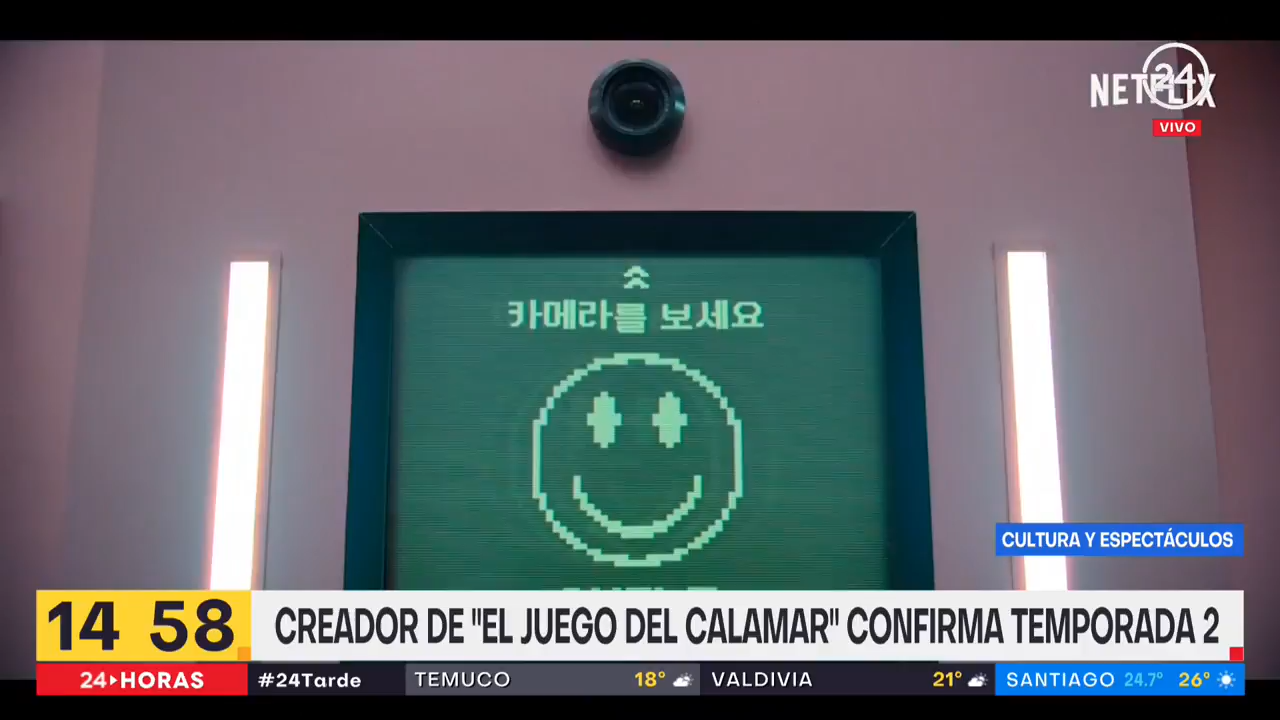 NETFLIX
24
VIVO
카메라를 보세요
CULTURA Y ESPECTÁCULOS
14 58
CREADOR DE "EL JUEGO DEL CALAMAR" CONFIRMA TEMPORADA 2
24 HORAS #24Tarde TEMUCO 18° VALDIVIA 21° SANTIAGO 24.7° 26°